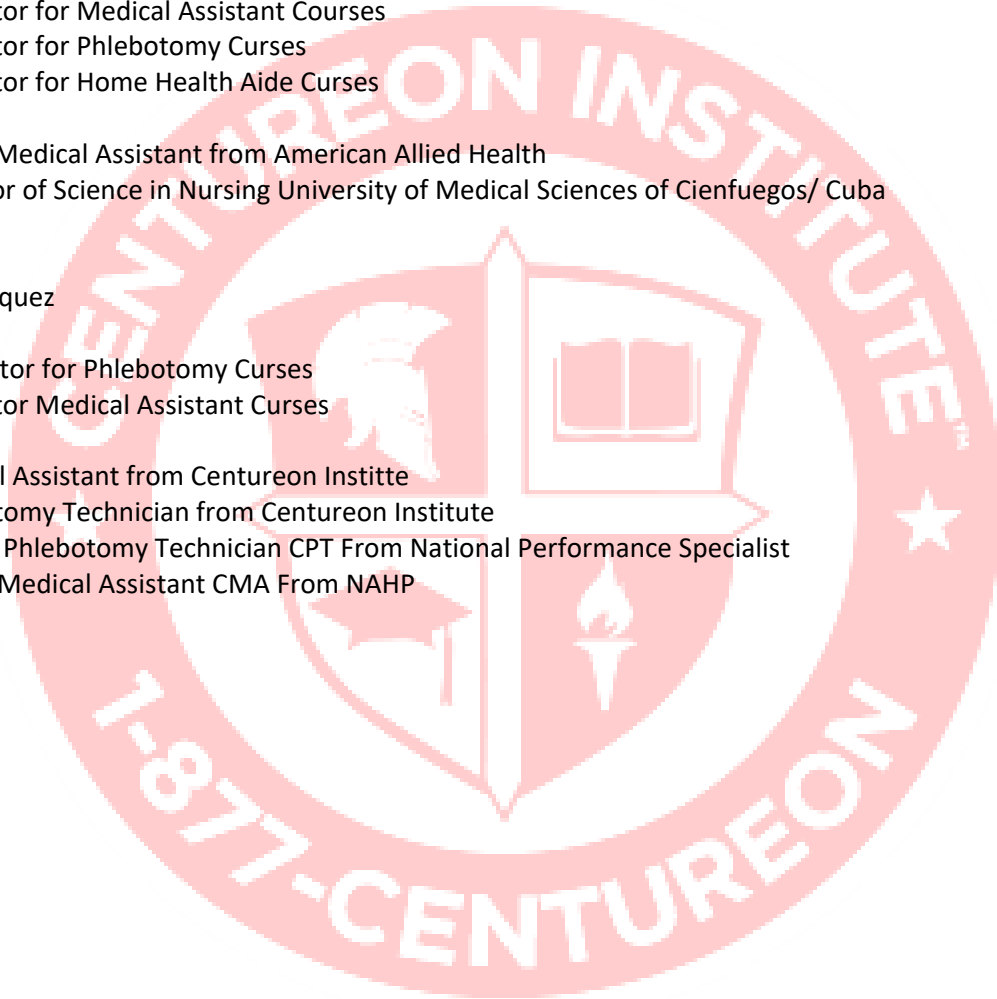 tor for Medical Assistant Courses
tor for Phlebotomy Curses
tor for Home Health Aide Curses
Medical Assistant from American Allied Health
or of Science in Nursing University of Medical Sciences of Cienfuegos/ Cuba
quez
tor for Phlebotomy Curses
tor Medical Assistant Curses
l Assistant from Centureon Institte
tomy Technician from Centureon Institute
Phlebotomy Technician CPT From National Performance Specialist
Medical Assistant CMA From NAHP
CENTUREON INSTITUTE™
1-877-CENTUREON